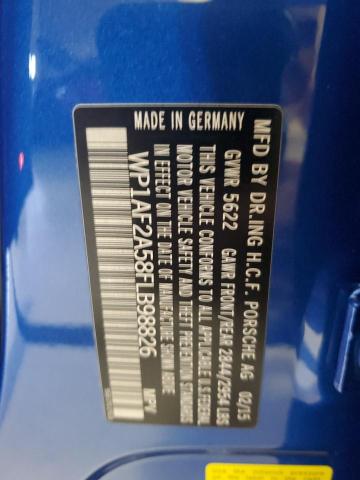 MFD BY DR.ING H.C.F. PORSCHE AG 02/15
GVWR 5622 GAWR FRONT/REAR 2844/2954 LBS
THIS VEHICLE CONFORMS TO ALL APPLICABLE U.S. FEDERAL
MOTOR VEHICLE SAFETY AND THEFT PREVENTION STANDARDS
IN EFFECT ON THE DATE OF MANUFACTURE SHOWN ABOVE
WP1AF2A58FLB98826 MPV
MADE IN GERMANY